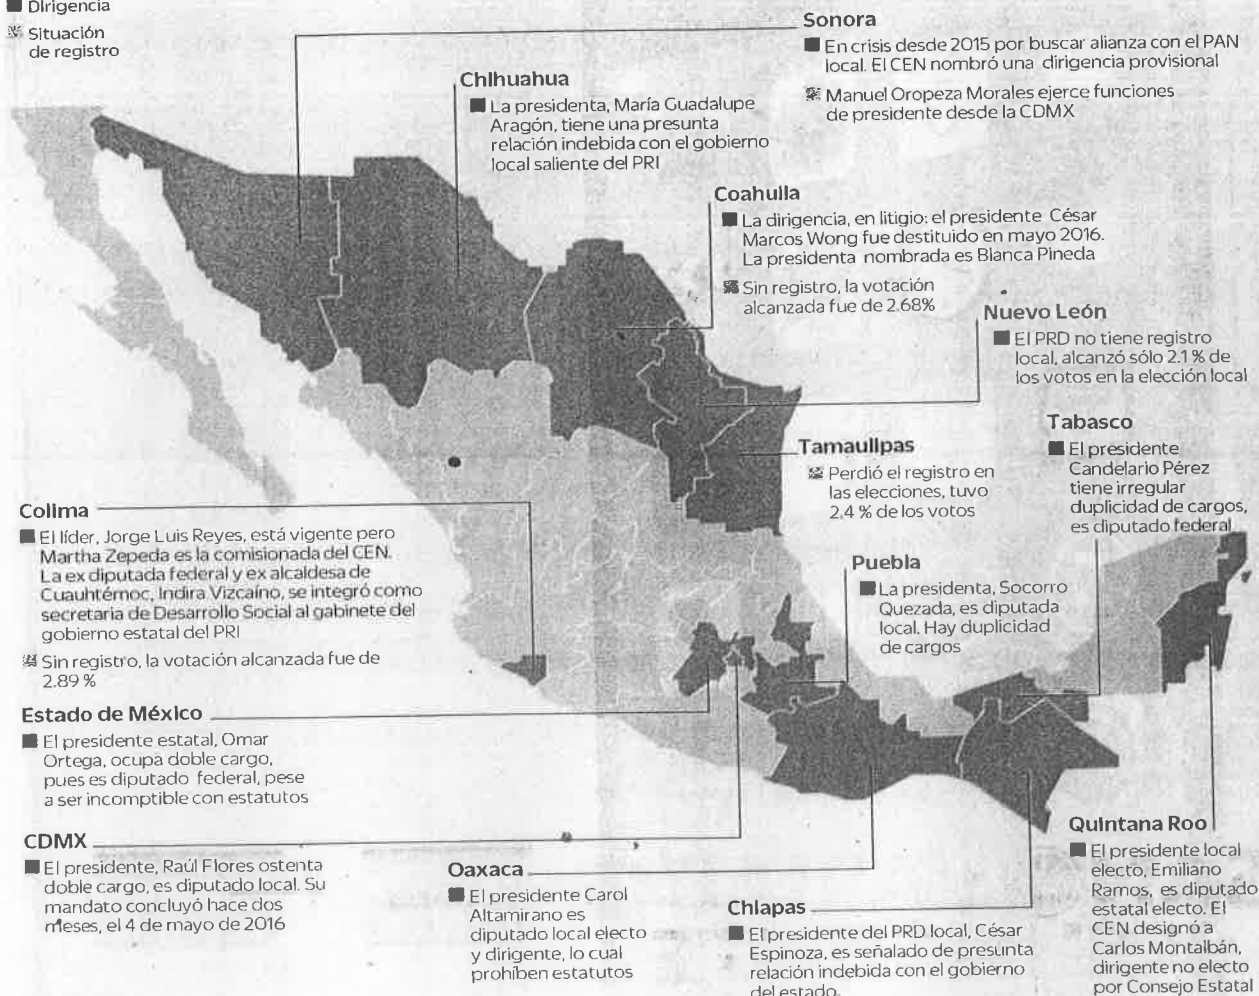 Dirigencia
Situación
de registro
Sonora
En crisis desde 2015 por buscar alianza con el PAN
local. El CEN nombró una dirigencia provisional
Manuel Oropeza Morales ejerce funciones
de presidente desde la CDMX
Chihuahua
La presidenta, María Guadalupe
Aragón, tiene una presunta
relación indebida con el gobierno
local saliente del PRI
Coahuila
La dirigencia, en litigio: el presidente César
Marcos Wong fue destituido en mayo 2016.
La presidenta nombrada es Blanca Pineda
Sin registro, la votación
alcanzada fue de 2.68%
Nuevo León
El PRD no tiene registro
local, alcanzó sólo 2.1 % de
los votos en la elección local
Tabasco
El presidente
Candelario Pérez
tiene irregular
duplicidad de cargos,
es diputado federal
Tamaulipas
Perdió el registro en
las elecciones, tuvo
2.4 % de los votos
Colima
El líder, Jorge Luis Reyes, está vigente pero
Martha Zepeda es la comisionada del CEN.
La ex diputada federal y ex alcaldesa de
Cuauhtémoc, Indira Vizcaíno, se integró como
secretaria de Desarrollo Social al gabinete del
gobierno estatal del PRI
Sin registro, la votación alcanzada fue de
2.89 %
Puebla
La presidenta, Socorro
Quezada, es diputada
local. Hay duplicidad
de cargos
Estado de México
El presidente estatal, Omar
Ortega, ocupa doble cargo,
pues es diputado federal, pese
a ser incomptible con estatutos
CDMX
El presidente, Raúl Flores ostenta
doble cargo, es diputado local. Su
mandato concluyó hace dos
meses, el 4 de mayo de 2016
Oaxaca
El presidente Carol
Altamirano es
diputado local electo
y dirigente, lo cual
prohíben estatutos
Chiapas
El presidente del PRD local, César
Espinoza, es señalado de presunta
relación indebida con el gobierno
del estado.
Quintana Roo
El presidente local
electo, Emiliano
Ramos, es diputado
estatal electo. El
CEN designó a
Carlos Montalbán,
dirigente no electo
por Consejo Estatal